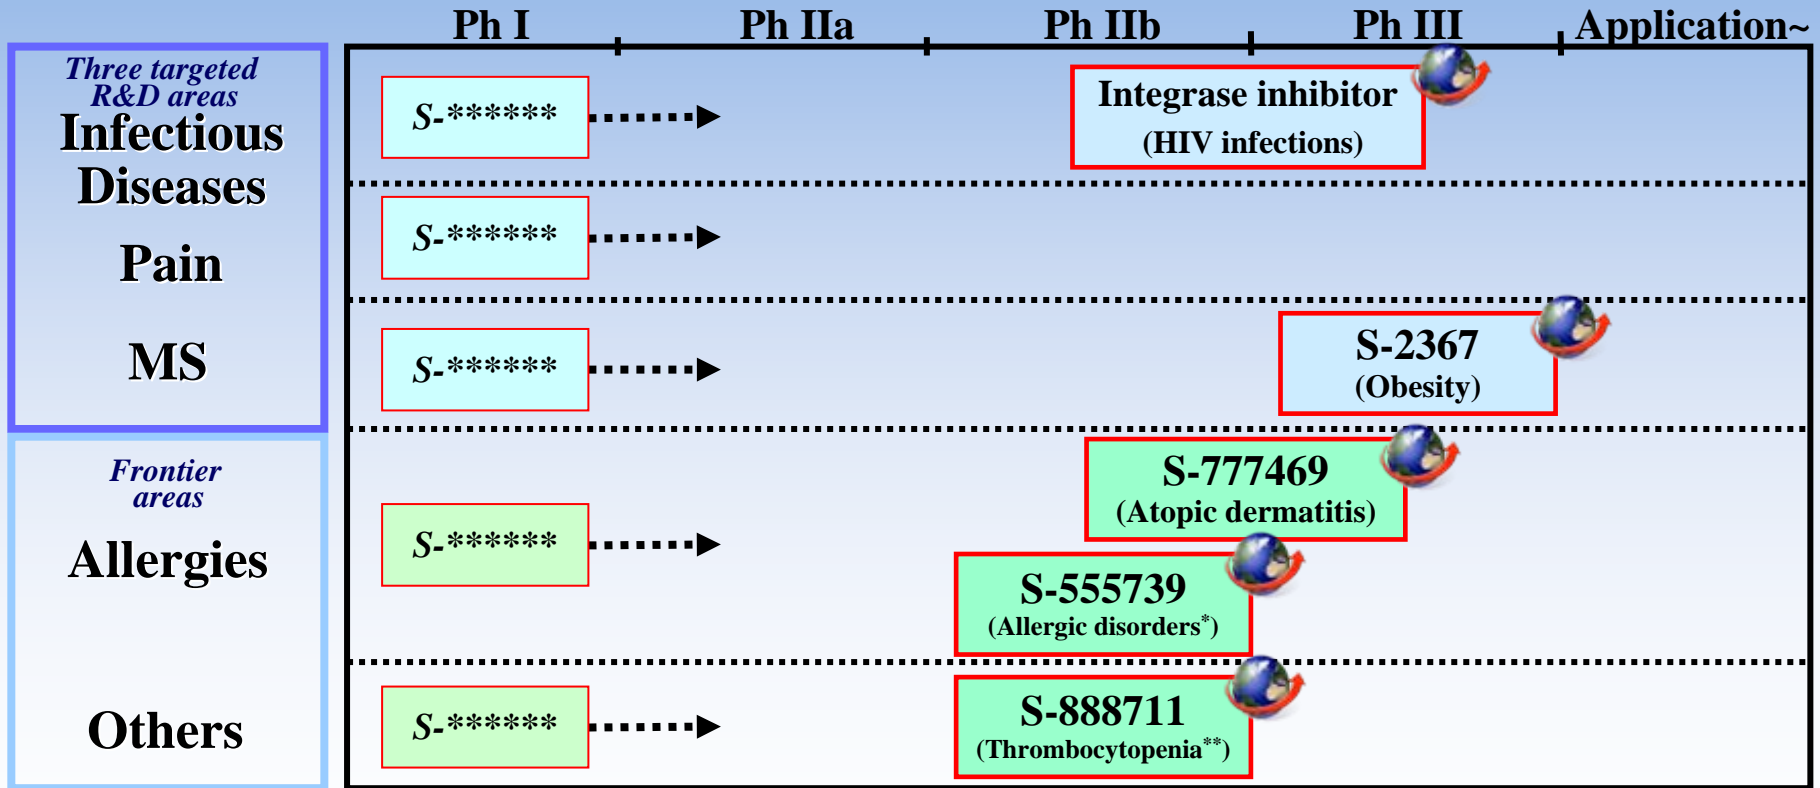 Ph I Ph IIa Ph IIb Ph III Application~
Three targeted
R&D areas
Infectious
Diseases
S-******
Integrase inhibitor
(HIV infections)
Pain
S-******
MS
S-******
S-2367
(Obesity)
Frontier
areas
Allergies
S-******
S-777469
(Atopic dermatitis)
S-555739
(Allergic disorders*)
Others
S-******
S-888711
(Thrombocytopenia**)